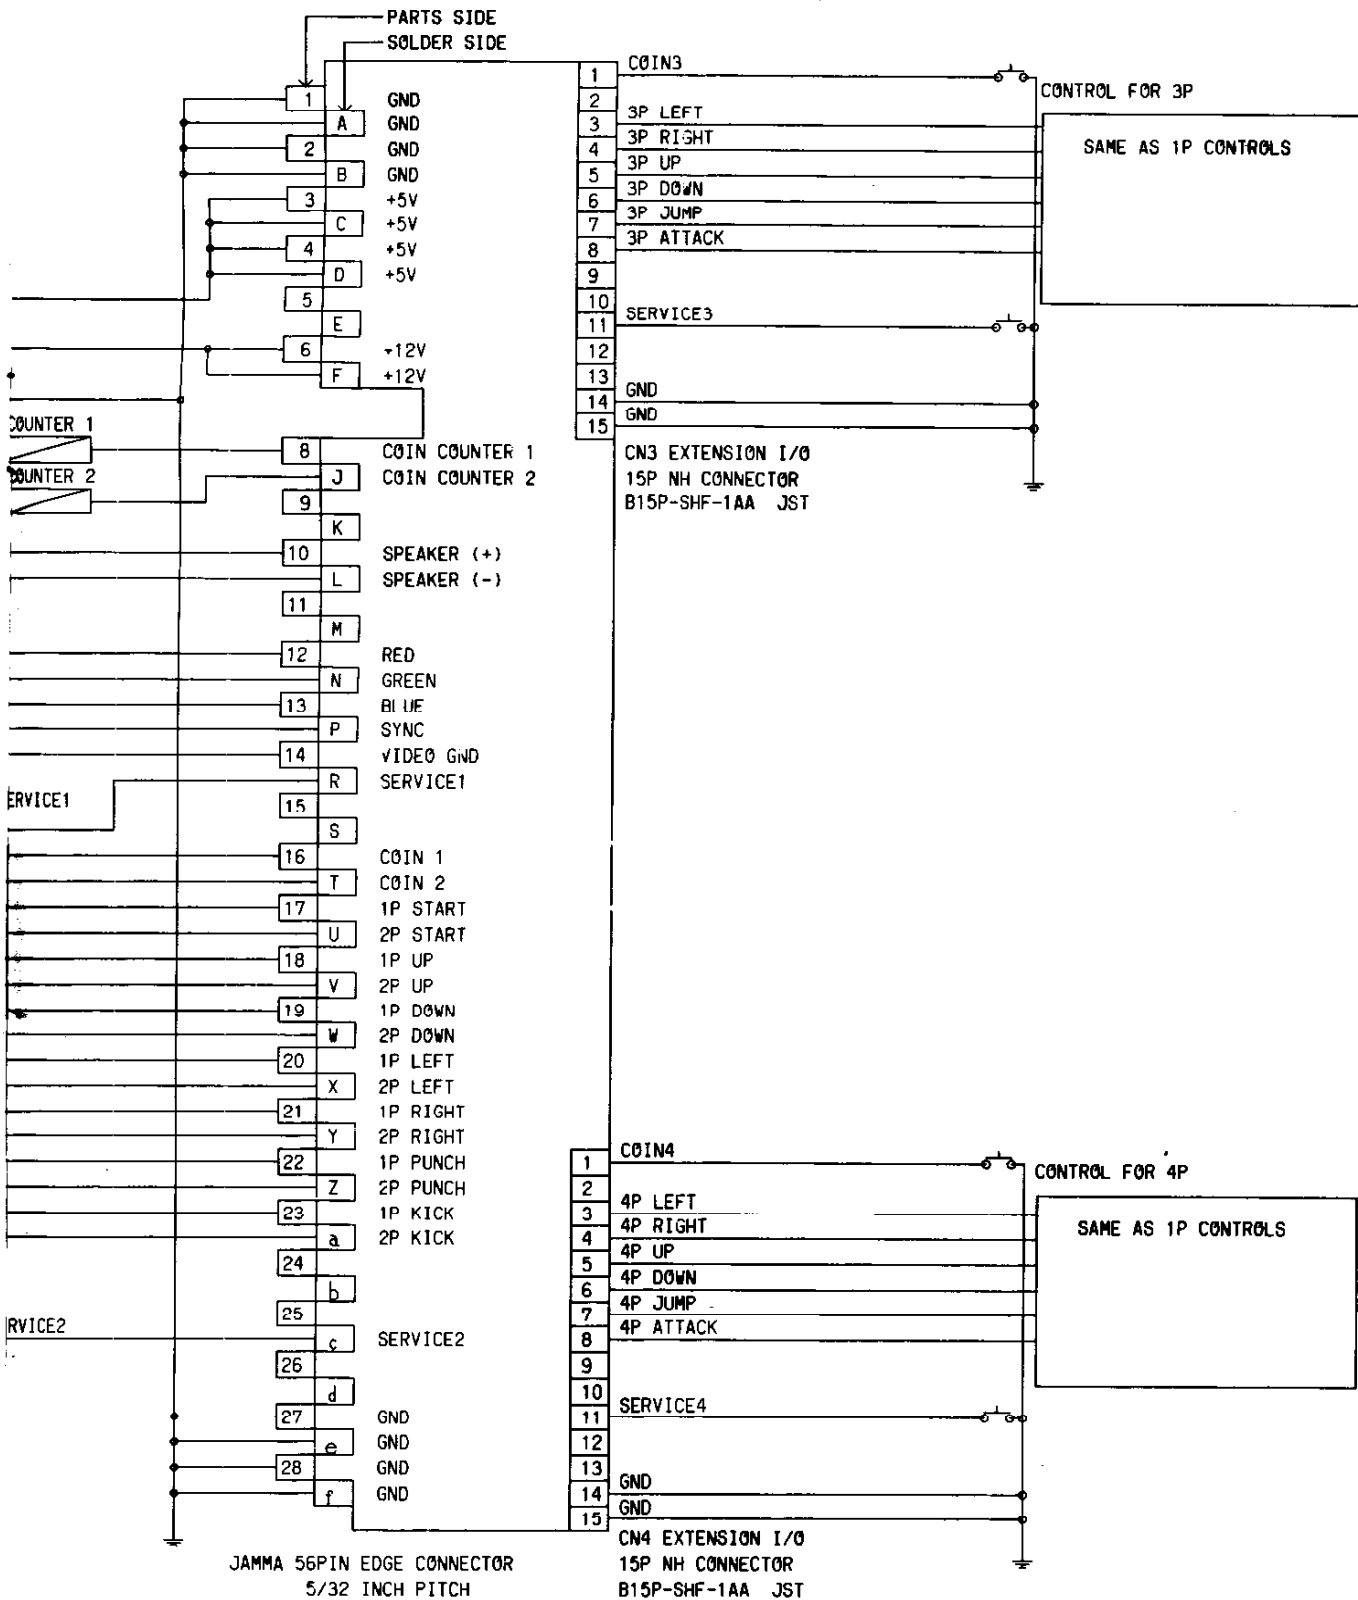 PARTS SIDE
SOLDER SIDE
1 GND
A GND
2 GND
B GND
3 +5V
C +5V
4 +5V
D +5V
5
E
6 +12V
F +12V
COUNTER 1
8 COIN COUNTER 1
COUNTER 2
J COIN COUNTER 2
9
K
10 SPEAKER (+)
L SPEAKER (-)
11
M
12 RED
N GREEN
13 BLUE
P SYNC
14 VIDEO GND
R SERVICE1
ERVICE1
15
S
16 COIN 1
T COIN 2
17 1P START
U 2P START
18 1P UP
V 2P UP
19 1P DOWN
W 2P DOWN
20 1P LEFT
X 2P LEFT
21 1P RIGHT
Y 2P RIGHT
22 1P PUNCH
Z 2P PUNCH
23 1P KICK
a 2P KICK
24
b
25
RVICE2
c SERVICE2
26
d
27 GND
e GND
28 GND
f GND
JAMMA 56PIN EDGE CONNECTOR
5/32 INCH PITCH
1 COIN3
2
3 3P LEFT
4 3P RIGHT
5 3P UP
6 3P DOWN
7 3P JUMP
8 3P ATTACK
9
10
11 SERVICE3
12
13
14 GND
15 GND
CN3 EXTENSION I/O
15P NH CONNECTOR
B15P-SHF-1AA JST
CONTROL FOR 3P
SAME AS 1P CONTROLS
1 COIN4
2
3 4P LEFT
4 4P RIGHT
5 4P UP
6 4P DOWN
7 4P JUMP
8 4P ATTACK
9
10
11 SERVICE4
12
13
14 GND
15 GND
CN4 EXTENSION I/O
15P NH CONNECTOR
B15P-SHF-1AA JST
CONTROL FOR 4P
SAME AS 1P CONTROLS